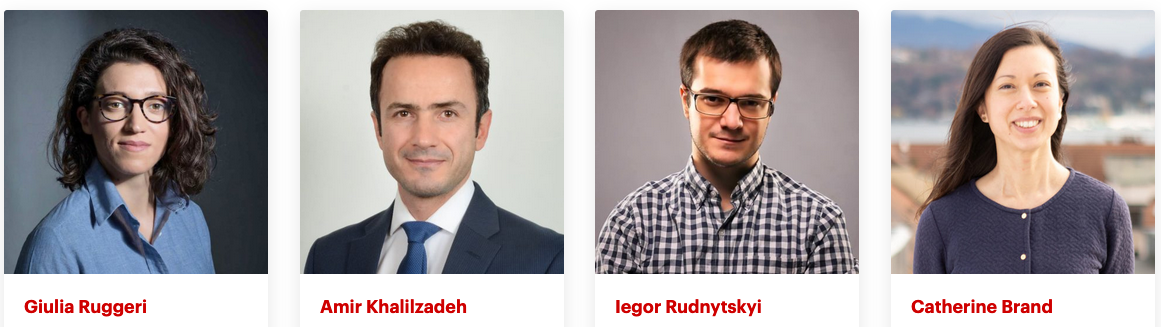 Giulia Ruggeri
Amir Khalilzadeh
Iegor Rudnytskyi
Catherine Brand